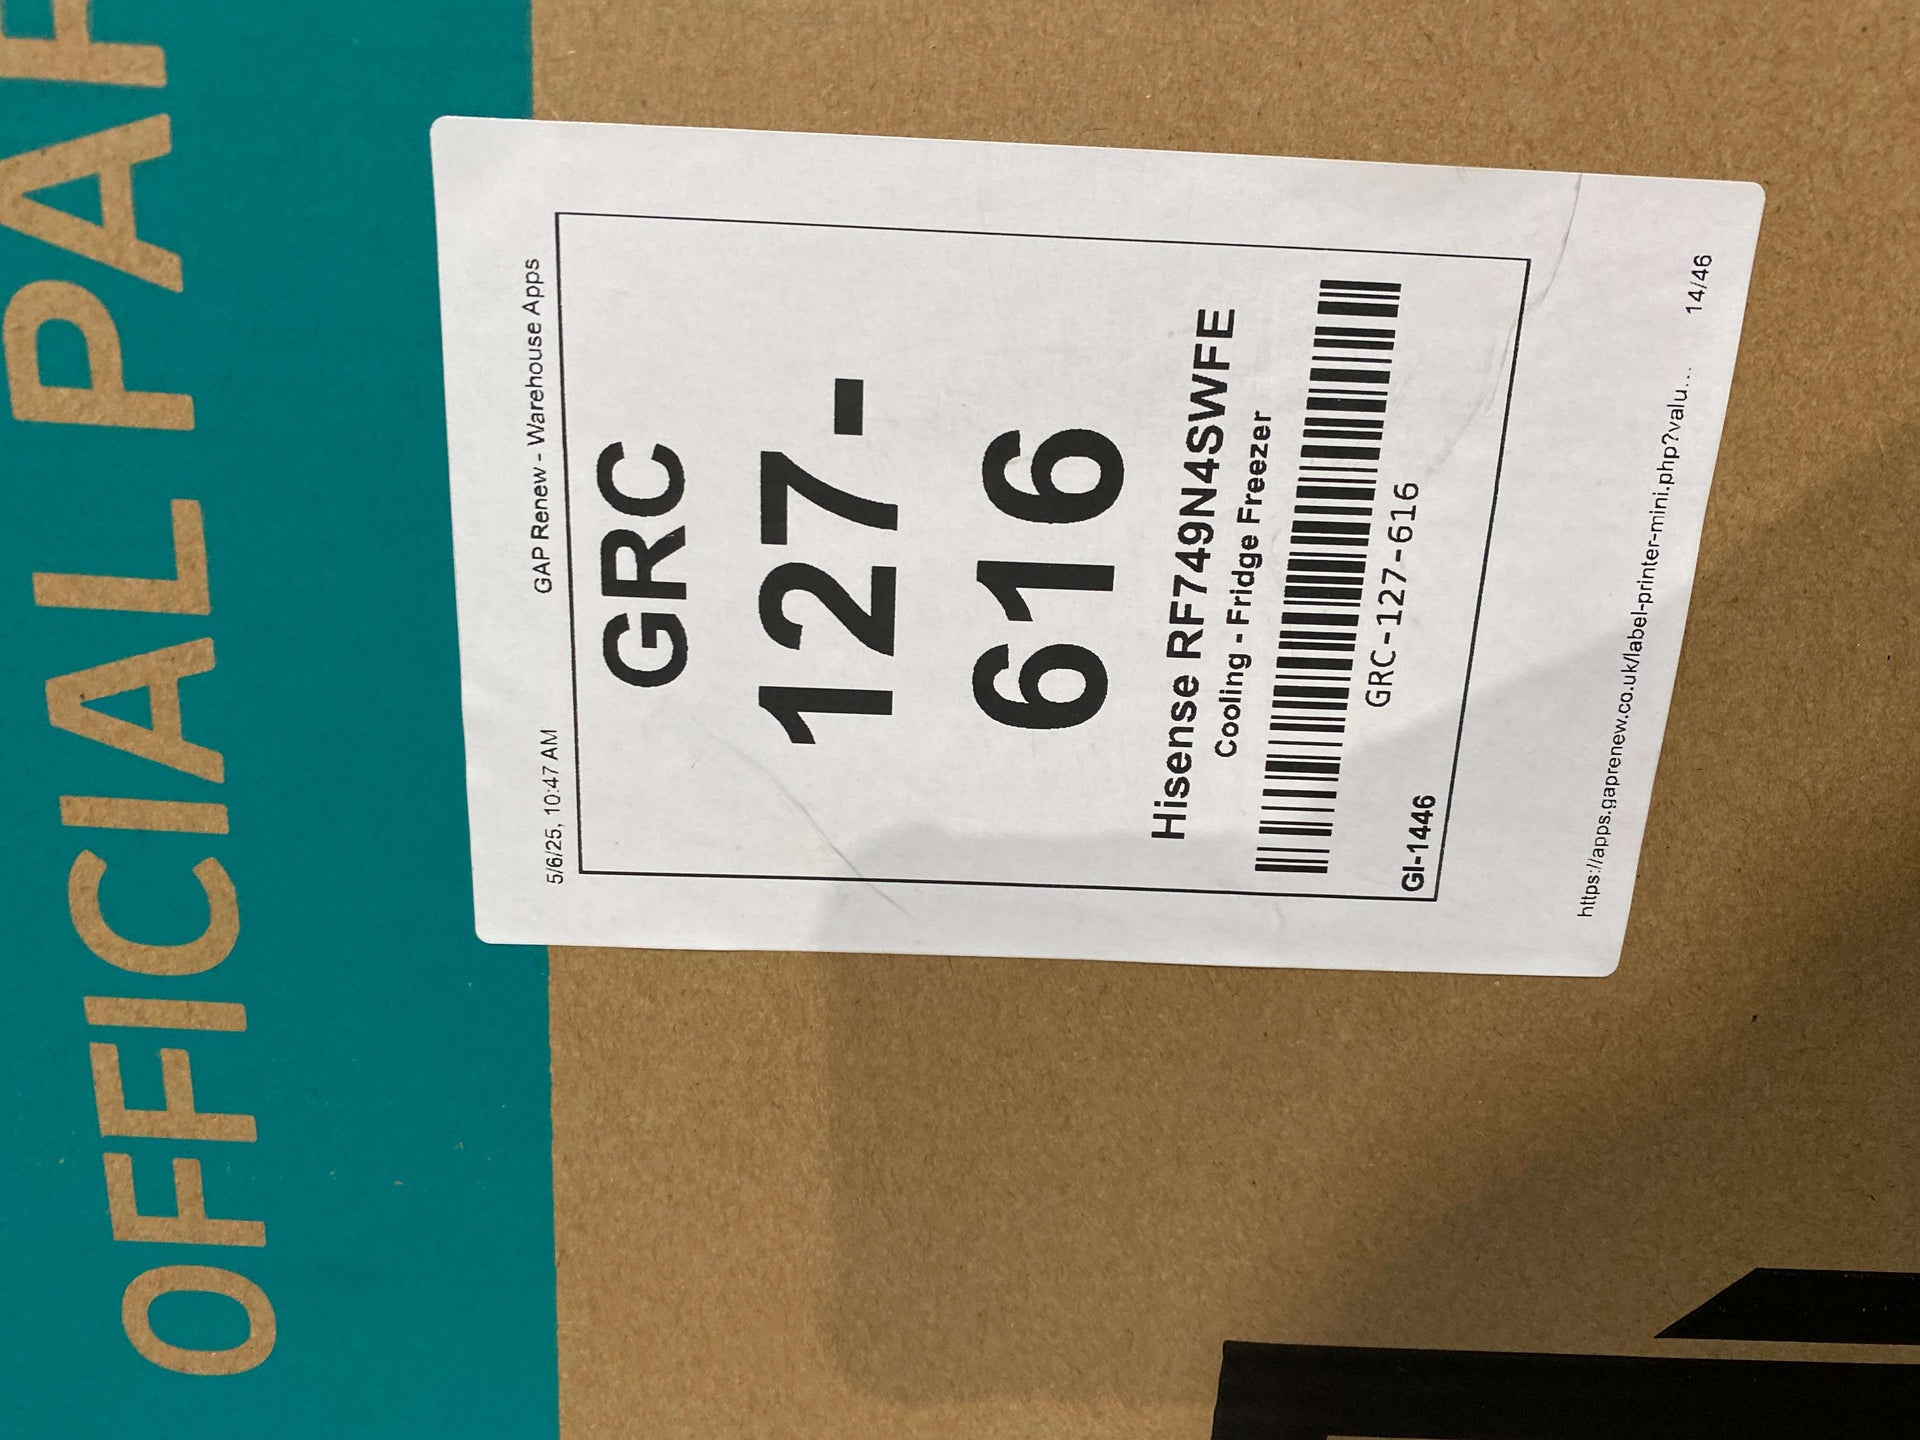 OFFICIAL PAR
5/6/25, 10:47 AM GAP Renew - Warehouse Apps
GRC
127-
616
Hisense RF749N4SWFE
Cooling - Fridge Freezer
GRC-127-616
GI-1446
https://apps.gaprenew.co.uk/label-printer-mini.php?valu... 14/46